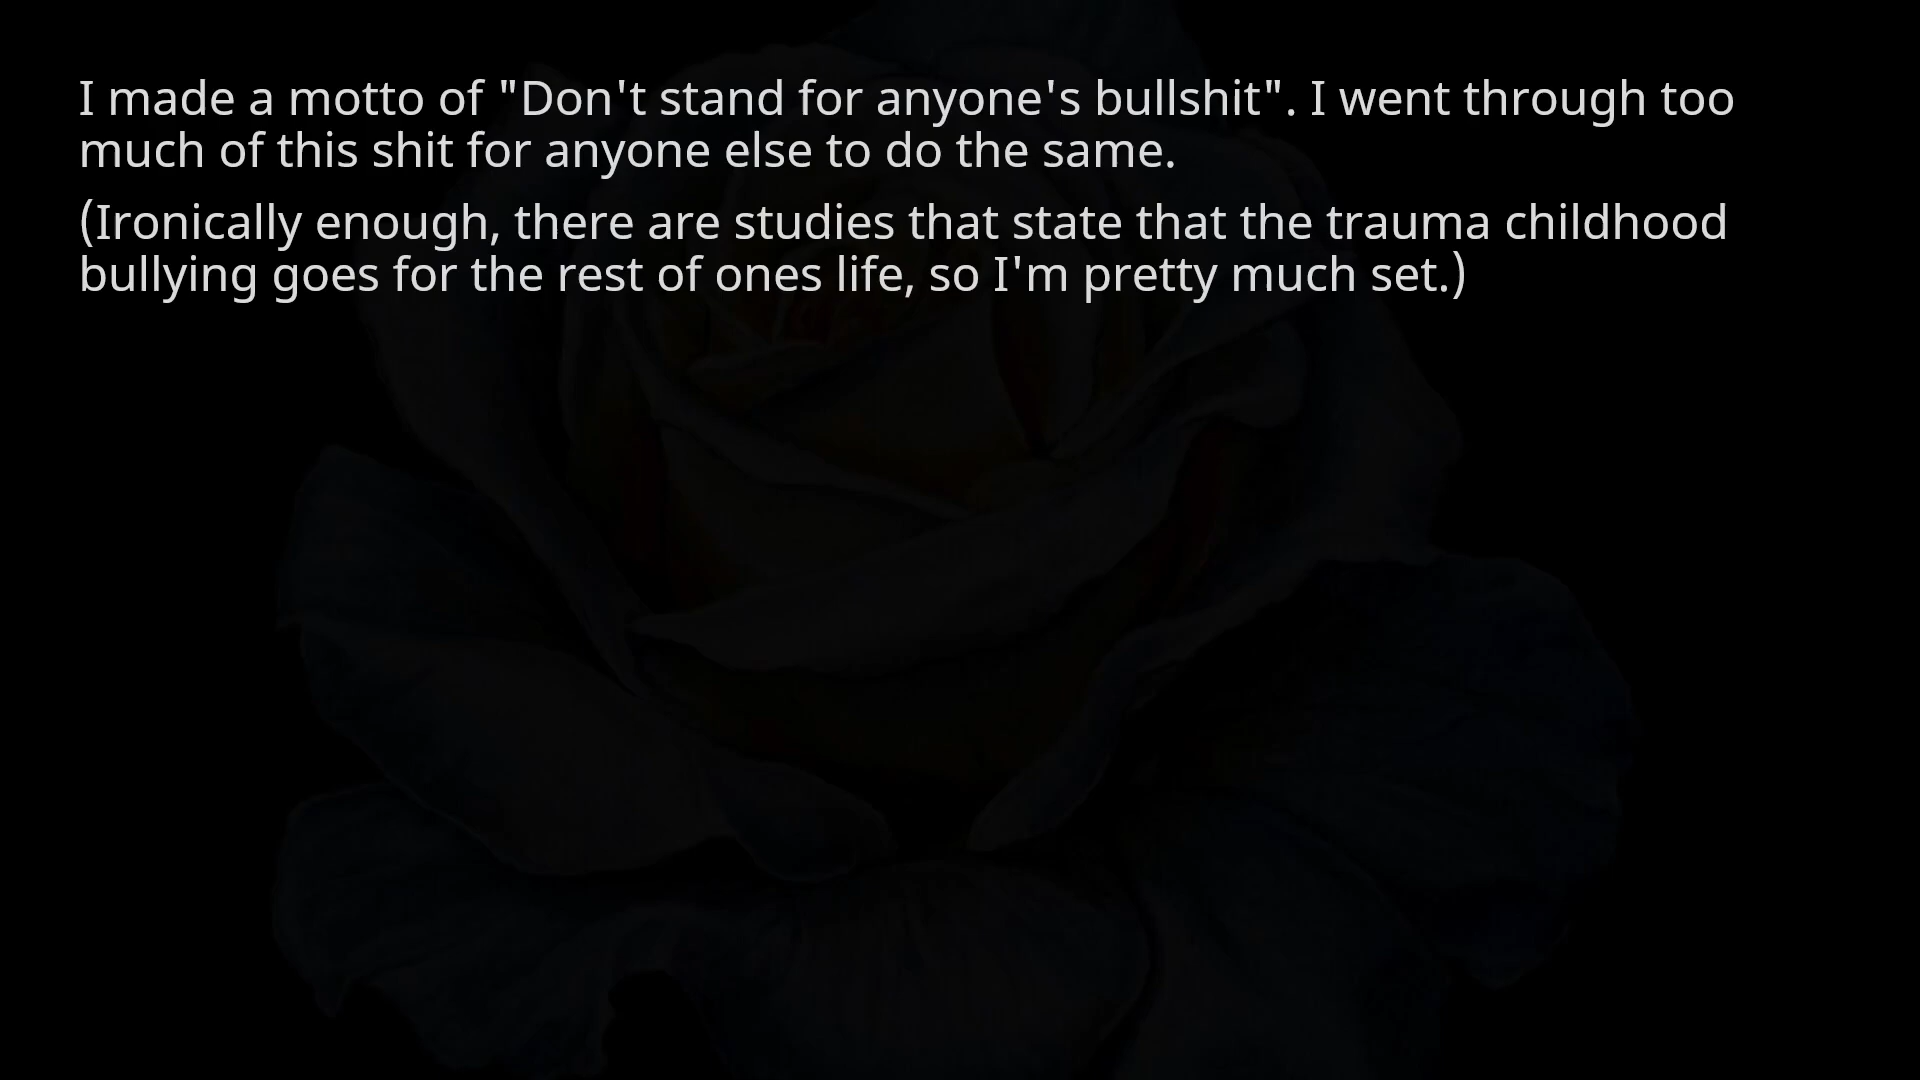 I made a motto of "Don't stand for anyone's bullshit". I went through too
much of this shit for anyone else to do the same.
(Ironically enough, there are studies that state that the trauma childhood
bullying goes for the rest of ones life, so I'm pretty much set.)